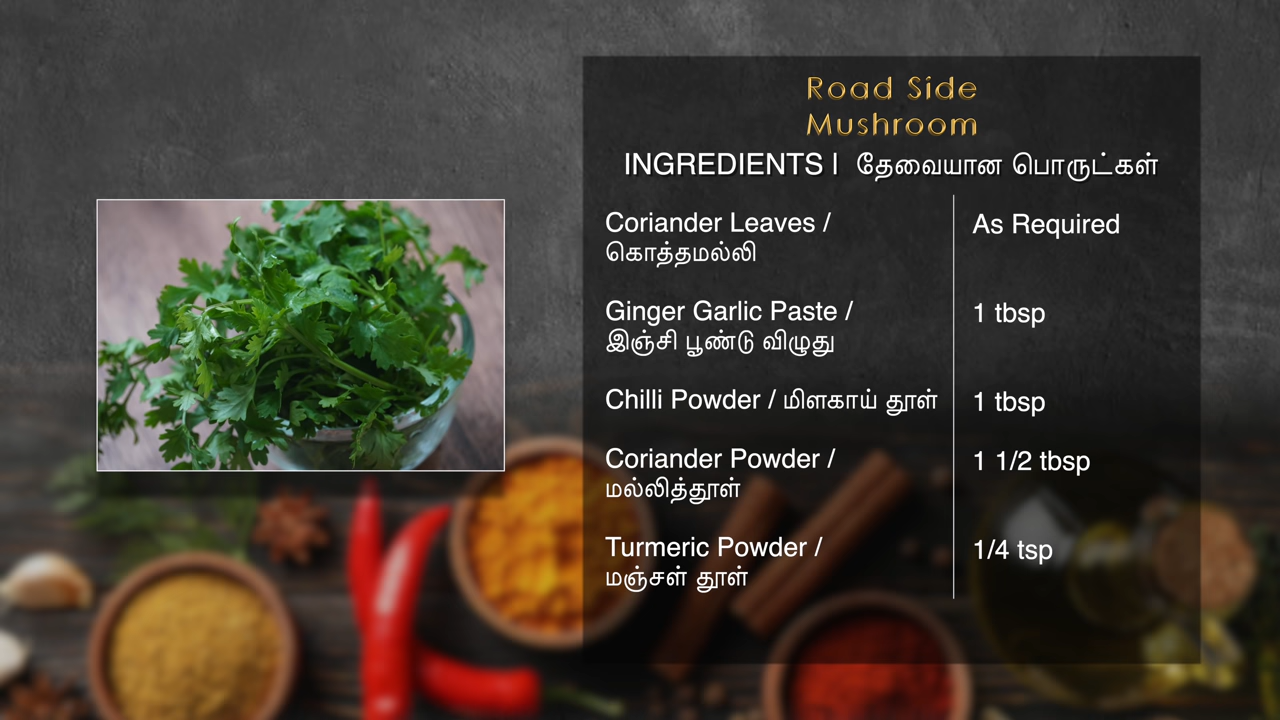 Road Side
Mushroom
INGREDIENTS | தேவையான பொருட்கள்
Coriander Leaves /
கொத்தமல்லி
As Required
Ginger Garlic Paste /
இஞ்சி பூண்டு விழுது
1 tbsp
Chilli Powder / மிளகாய் தூள்
1 tbsp
Coriander Powder /
மல்லித்தூள்
1 1/2 tbsp
Turmeric Powder /
மஞ்சள் தூள்
1/4 tsp